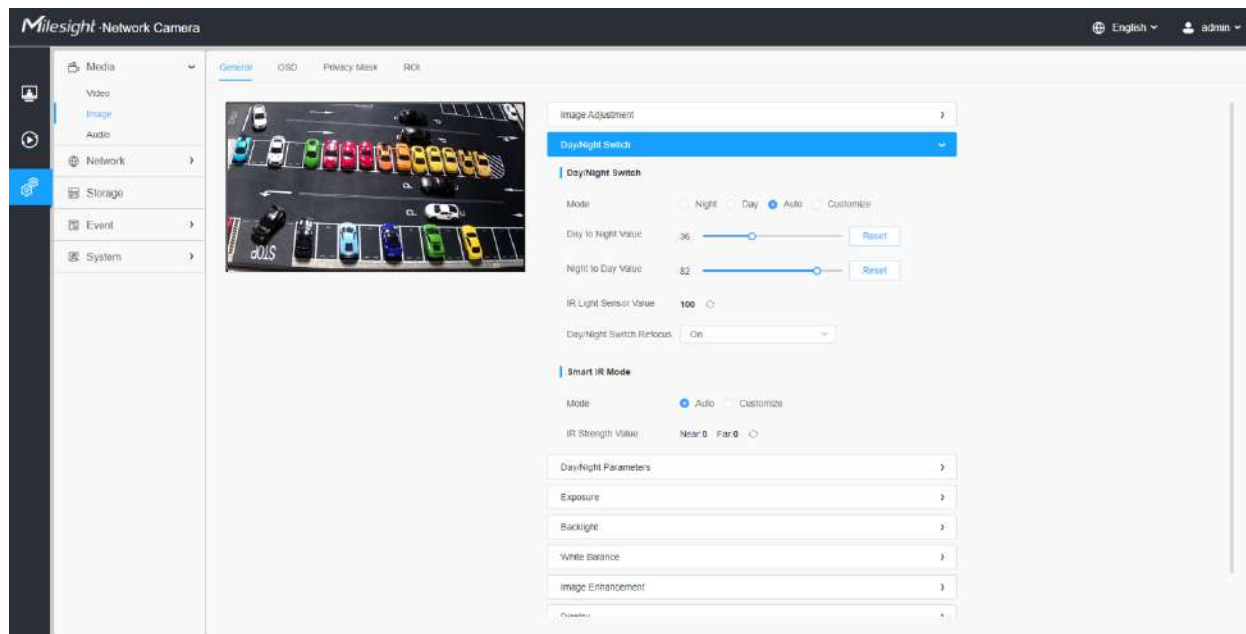 Milesight -Network Camera
English
admin
Media
Video
Image
Audio
Network
Storage
Event
System
General OSD Privacy Mask ROI
STOP
Image Adjustment
Day/Night Switch
Day/Night Switch
Mode Night Day Auto Customize
Day to Night Value 36 Reset
Night to Day Value 82 Reset
IR Light Sensor Value 100
Day/Night Switch Refocus On
Smart IR Mode
Mode Auto Customize
IR Strength Value Near:0 Far:0
Day/Night Parameters
Exposure
Backlight
White Balance
Image Enhancement
Display